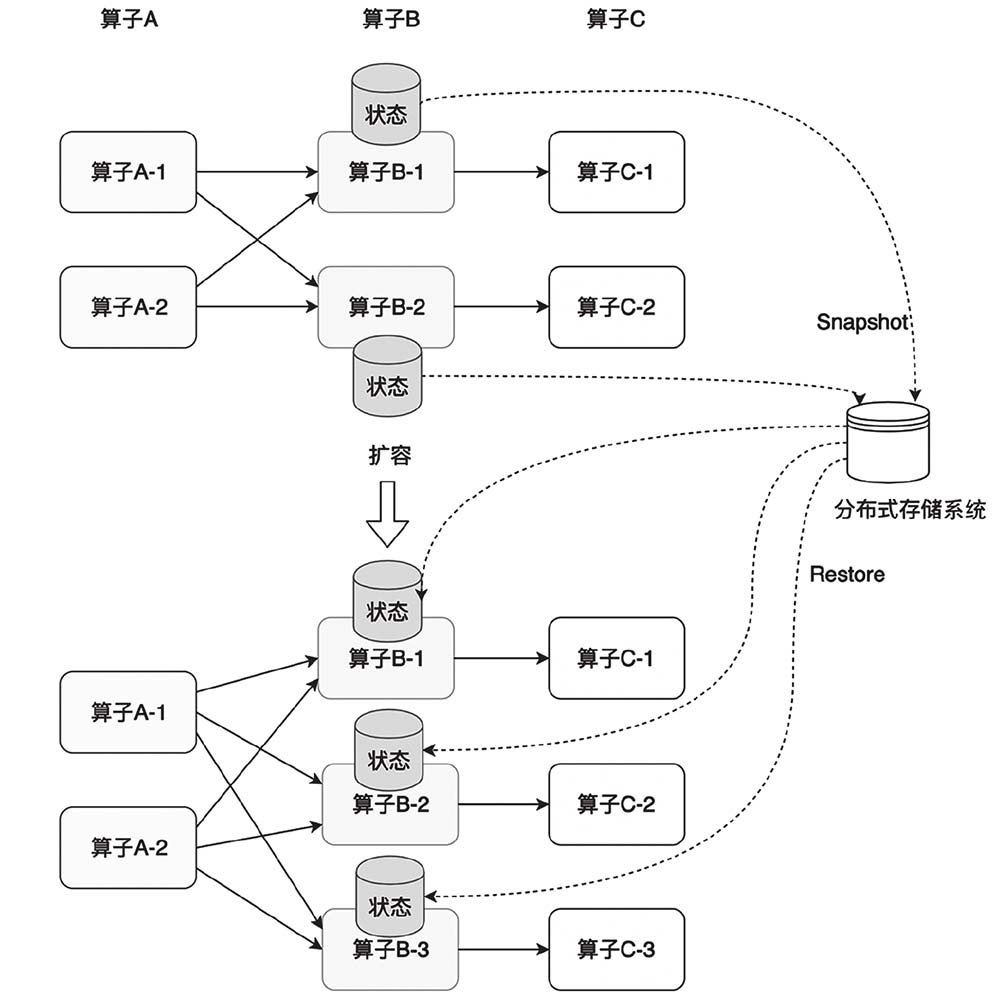 算子A
算子B
算子C
状态
算子A-1
算子B-1
算子C-1
算子A-2
算子B-2
算子C-2
Snapshot
状态
扩容
分布式存储系统
Restore
状态
算子B-1
算子C-1
算子A-1
状态
算子B-2
算子C-2
算子A-2
状态
算子B-3
算子C-3